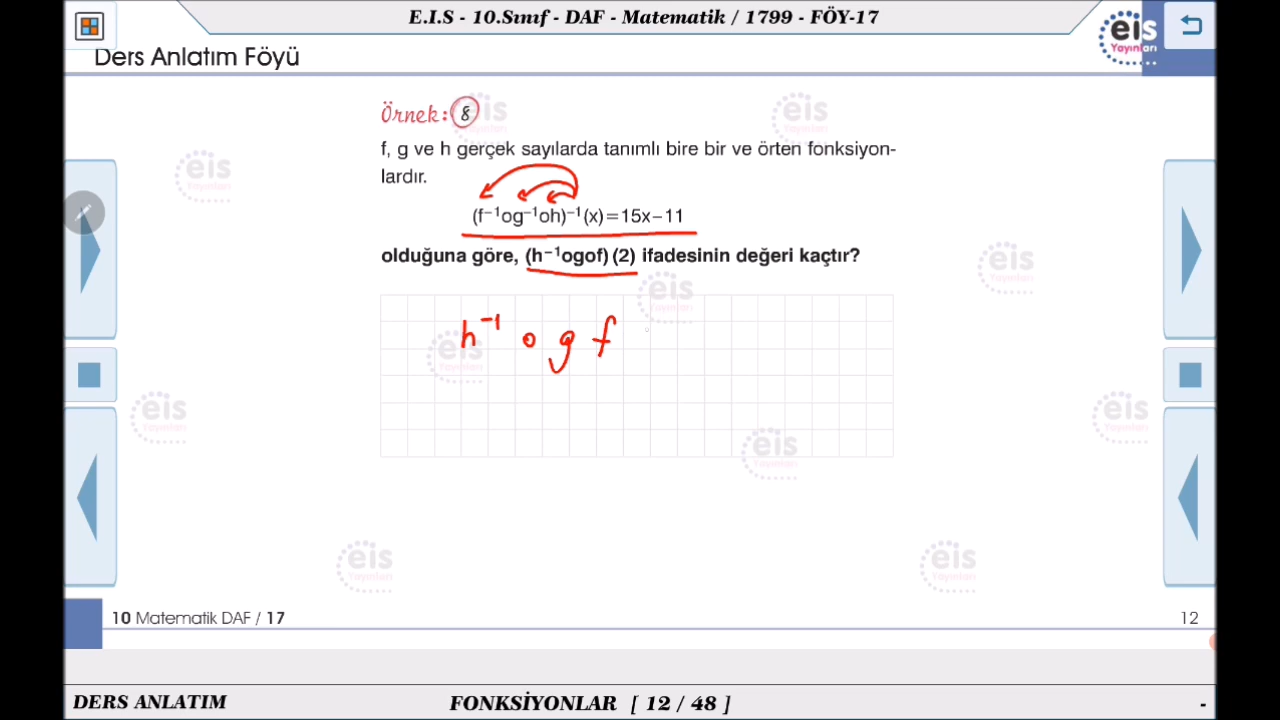 E.I.S - 10.Sınıf - DAF - Matematik / 1799 - FÖY-17
eis
Yayınları
Ders Anlatım Föyü
Örnek: 8
f, g ve h gerçek sayılarda tanımlı bire bir ve örten fonksiyon-
lardır.
(f⁻¹og⁻¹oh)⁻¹(x)=15x−11
olduğuna göre, (h⁻¹ogof) (2) ifadesinin değeri kaçtır?
h⁻¹ o g f
10 Matematik DAF / 17
12
DERS ANLATIM
FONKSİYONLAR [ 12 / 48 ]
-